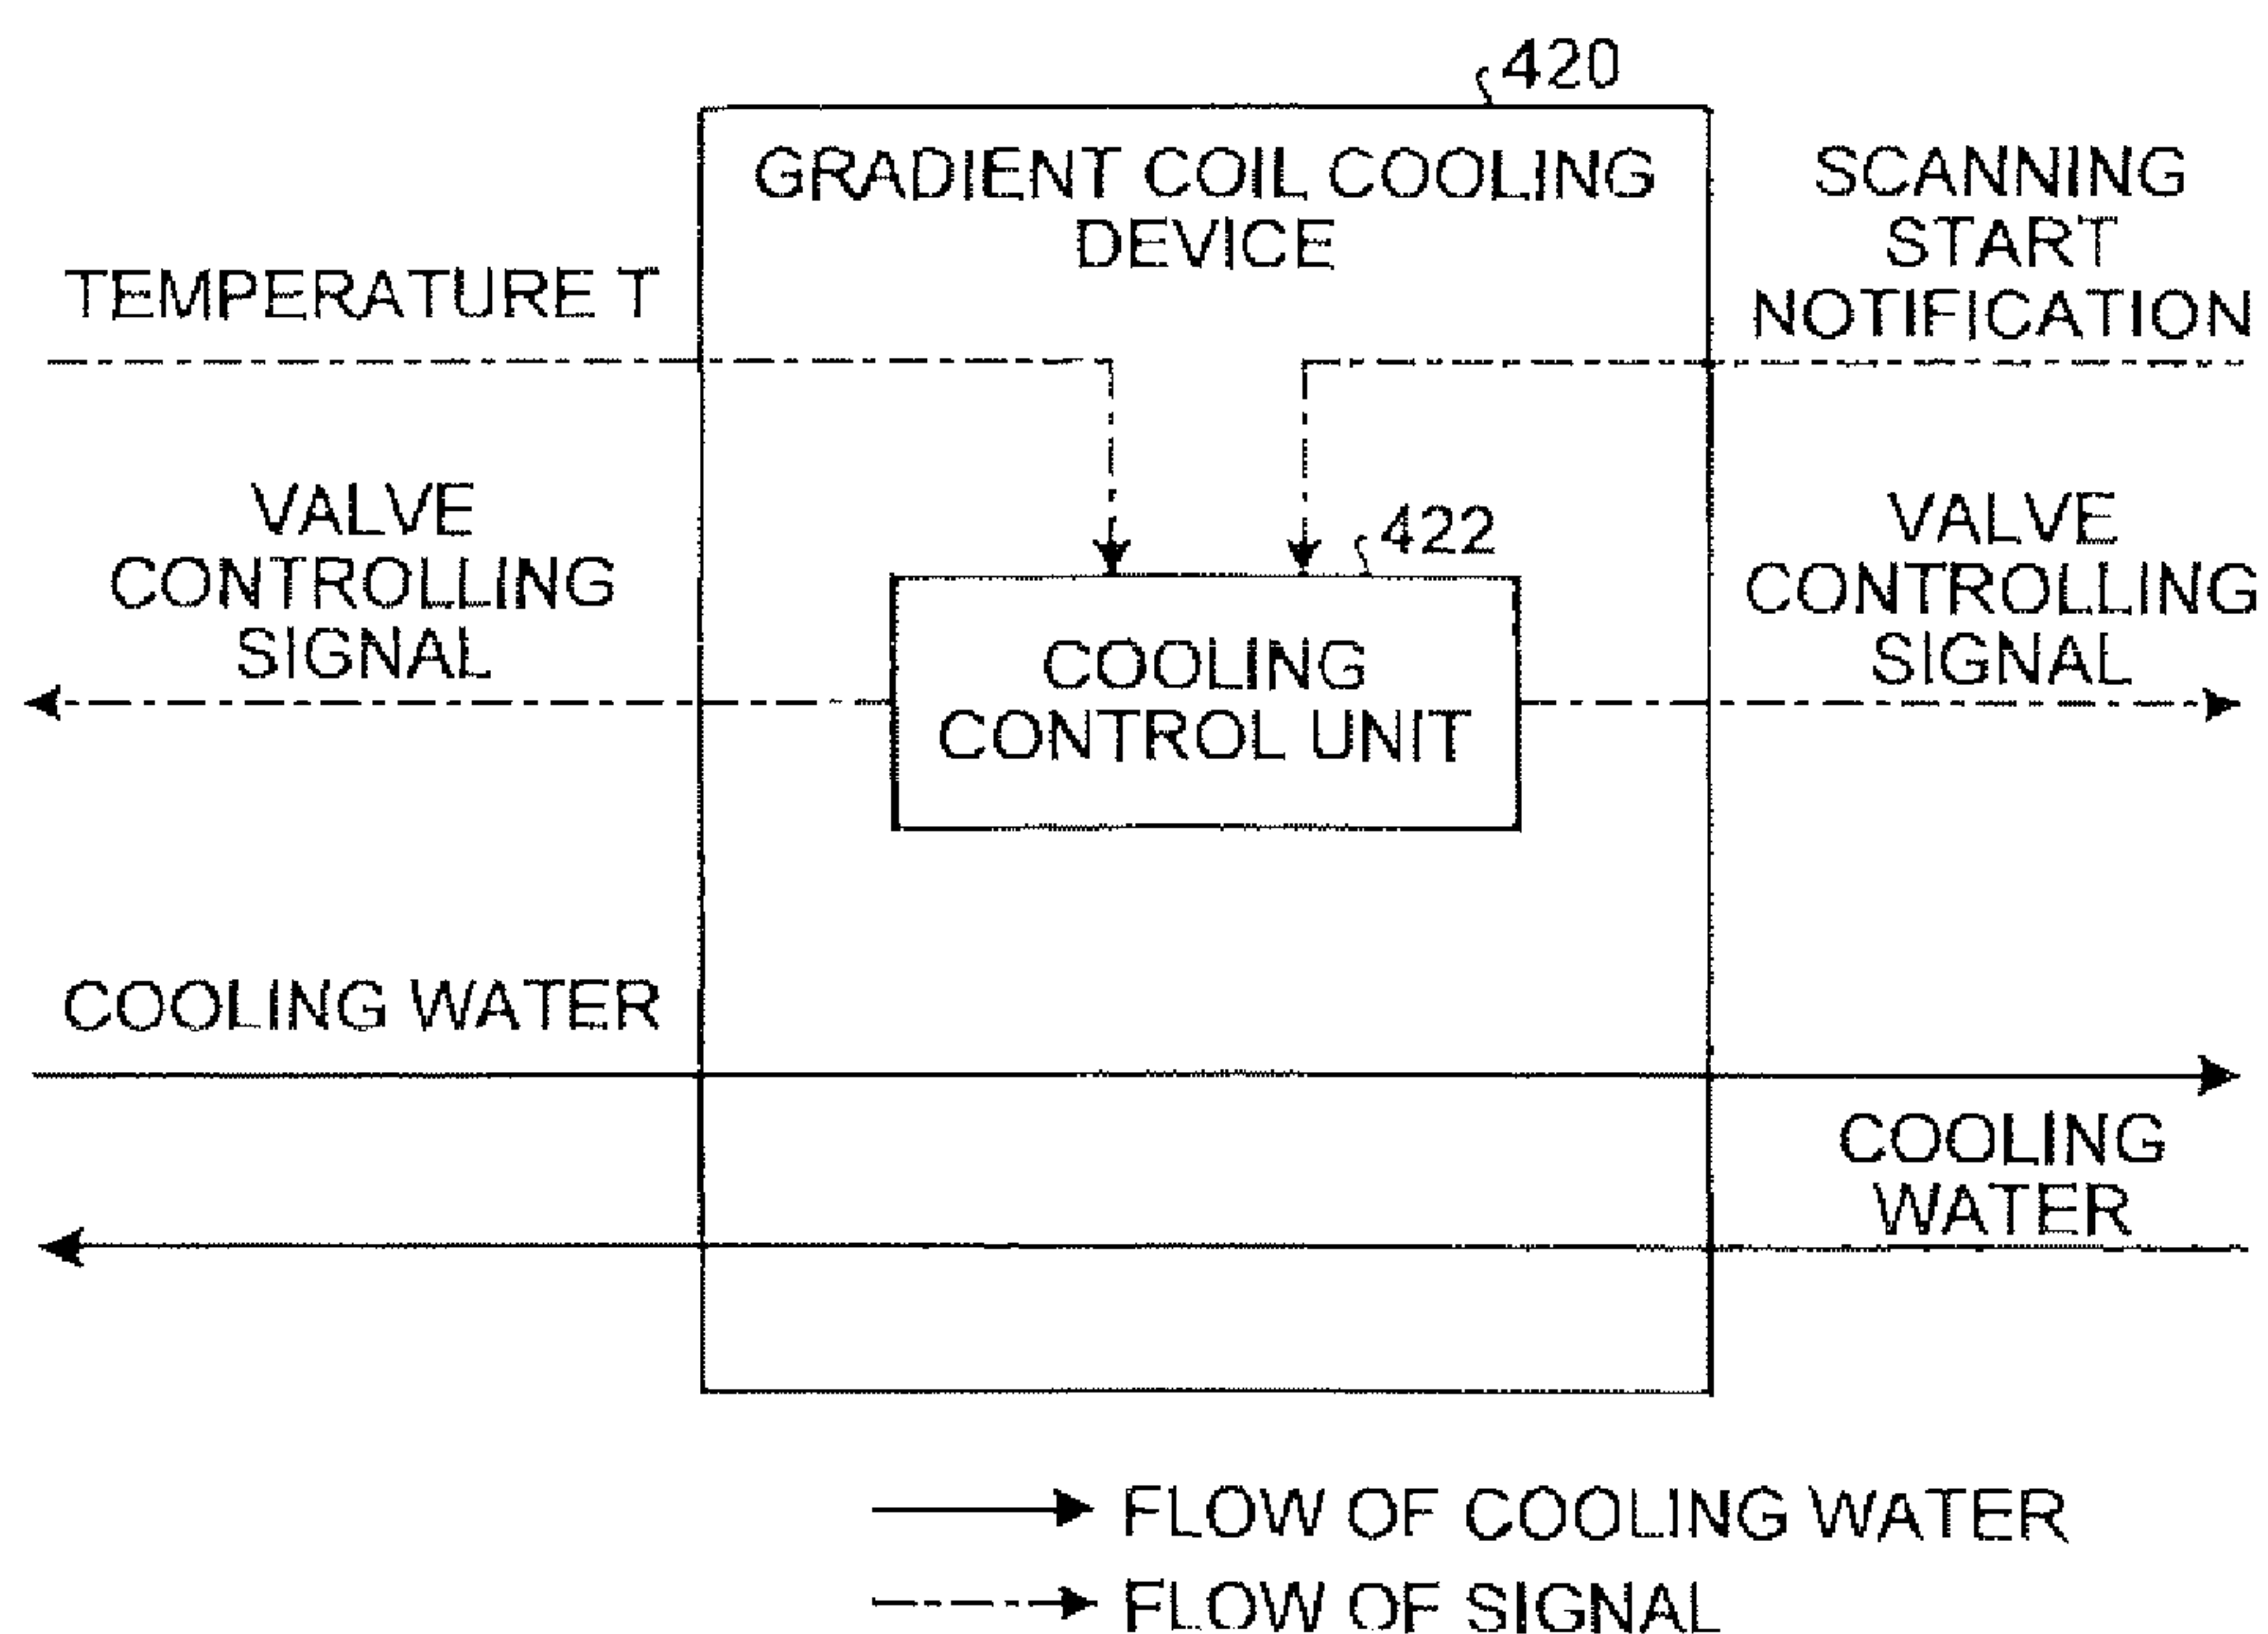 420
GRADIENT COIL COOLING
DEVICE
SCANNING
START
NOTIFICATION
TEMPERATURE T
VALVE
CONTROLLING
SIGNAL
422
VALVE
CONTROLLING
SIGNAL
COOLING
CONTROL UNIT
COOLING WATER
COOLING
WATER
FLOW OF COOLING WATER
FLOW OF SIGNAL